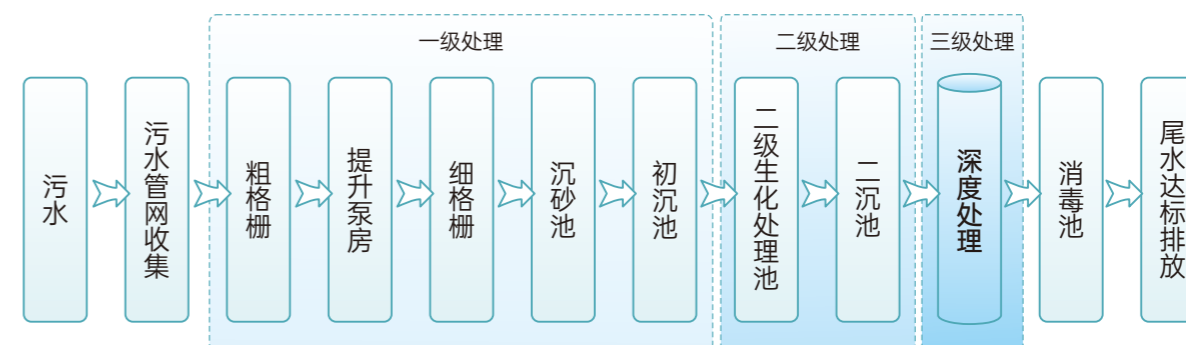 一级处理
二级处理
三级处理
污水
污水管网收集
粗格栅
提升泵房
细格栅
沉砂池
初沉池
二级生化处理池
二沉池
深度处理
消毒池
尾水达标排放